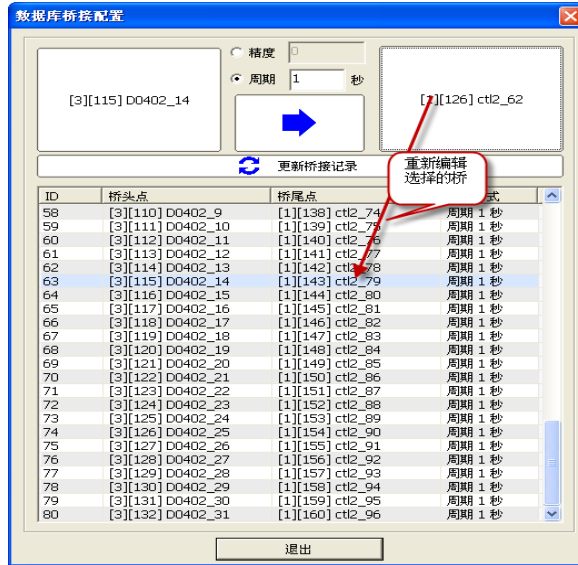 数据库桥接配置
精度 0
周期 1 秒
[3][115] D0402_14
[1][126] ctl2_62
更新桥接记录
重新编辑
选择的桥
ID 桥头点 桥尾点 式
58 [3][110] D0402_9 [1][138] ctl2_74 周期 1 秒
59 [3][111] D0402_10 [1][139] ctl2_75 周期 1 秒
60 [3][112] D0402_11 [1][140] ctl2_76 周期 1 秒
61 [3][113] D0402_12 [1][141] ctl2_77 周期 1 秒
62 [3][114] D0402_13 [1][142] ctl2_78 周期 1 秒
63 [3][115] D0402_14 [1][143] ctl2_79 周期 1 秒
64 [3][116] D0402_15 [1][144] ctl2_80 周期 1 秒
65 [3][117] D0402_16 [1][145] ctl2_81 周期 1 秒
66 [3][118] D0402_17 [1][146] ctl2_82 周期 1 秒
67 [3][119] D0402_18 [1][147] ctl2_83 周期 1 秒
68 [3][120] D0402_19 [1][148] ctl2_84 周期 1 秒
69 [3][121] D0402_20 [1][149] ctl2_85 周期 1 秒
70 [3][122] D0402_21 [1][150] ctl2_86 周期 1 秒
71 [3][123] D0402_22 [1][151] ctl2_87 周期 1 秒
72 [3][124] D0402_23 [1][152] ctl2_88 周期 1 秒
73 [3][125] D0402_24 [1][153] ctl2_89 周期 1 秒
74 [3][126] D0402_25 [1][154] ctl2_90 周期 1 秒
75 [3][127] D0402_26 [1][155] ctl2_91 周期 1 秒
76 [3][128] D0402_27 [1][156] ctl2_92 周期 1 秒
77 [3][129] D0402_28 [1][157] ctl2_93 周期 1 秒
78 [3][130] D0402_29 [1][158] ctl2_94 周期 1 秒
79 [3][131] D0402_30 [1][159] ctl2_95 周期 1 秒
80 [3][132] D0402_31 [1][160] ctl2_96 周期 1 秒
退出